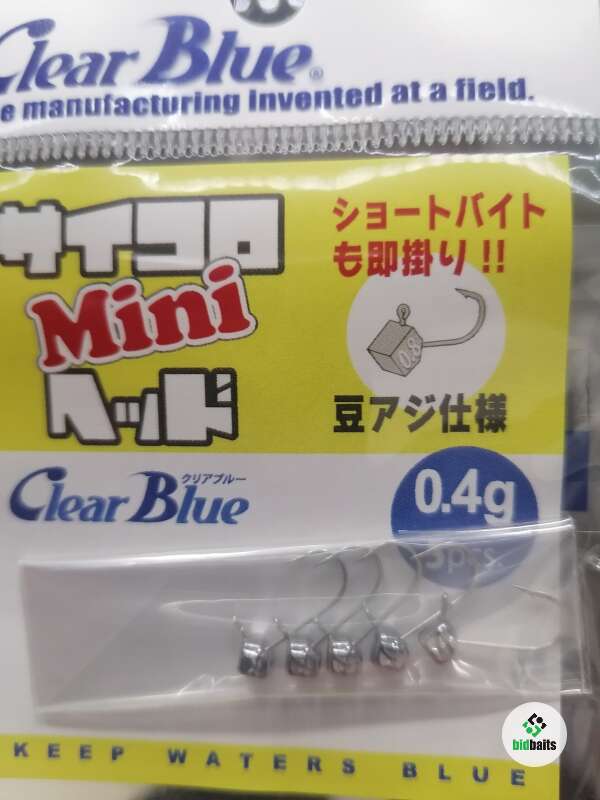 Clear Blue®
e manufacturing invented at a field.
サイコロ
Mini
ヘッド
ショートバイト
も即掛り!!
0.8
豆アジ仕様
クリアブルー
Clear Blue
0.4g
5pcs.
KEEP WATERS BLUE
bidbaits